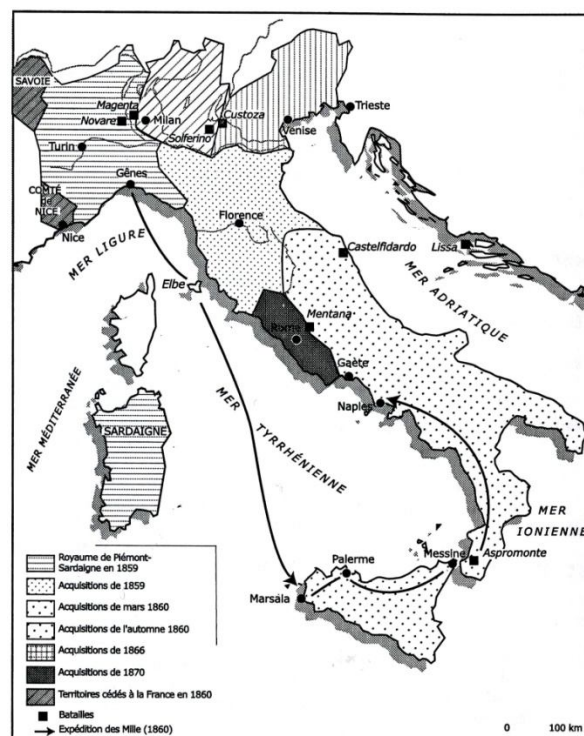 SAVOIE
Magenta
Novare
Milan
Custoza
Solferino
Trieste
Venise
Turin
Gênes
COMTÉ
de
NICE
Nice
Florence
MER LIGURE
Castelfidardo
Lissa
Elbe
MER ADRIATIQUE
Mentana
Rome
Gaète
Naples
MER MÉDITERRANÉE
SARDAIGNE
MER TYRRHÉNIENNE
MER
IONIENNE
Messine
Aspromonte
Palerme
Marsala
Royaume de Piémont-
Sardaigne en 1859
Acquisitions de 1859
Acquisitions de mars 1860
Acquisitions de l'automne 1860
Acquisitions de 1866
Acquisitions de 1870
Territoires cédés à la France en 1860
Batailles
Expédition des Mille (1860)
0 100 km